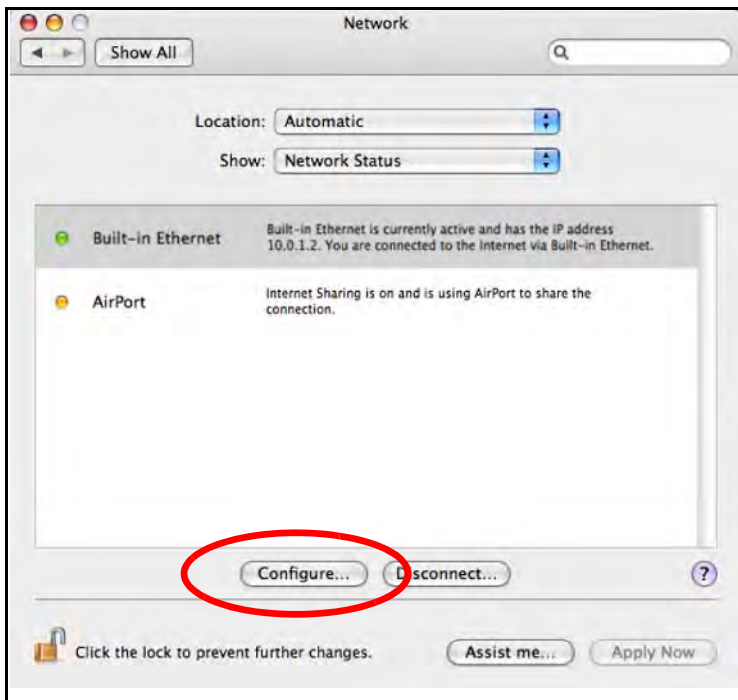 Network
Show All
Location: Automatic
Show: Network Status
Built-in Ethernet
Built-in Ethernet is currently active and has the IP address
10.0.1.2. You are connected to the Internet via Built-in Ethernet.
AirPort
Internet Sharing is on and is using AirPort to share the
connection.
Configure... Disconnect... ?
Click the lock to prevent further changes. Assist me... Apply Now